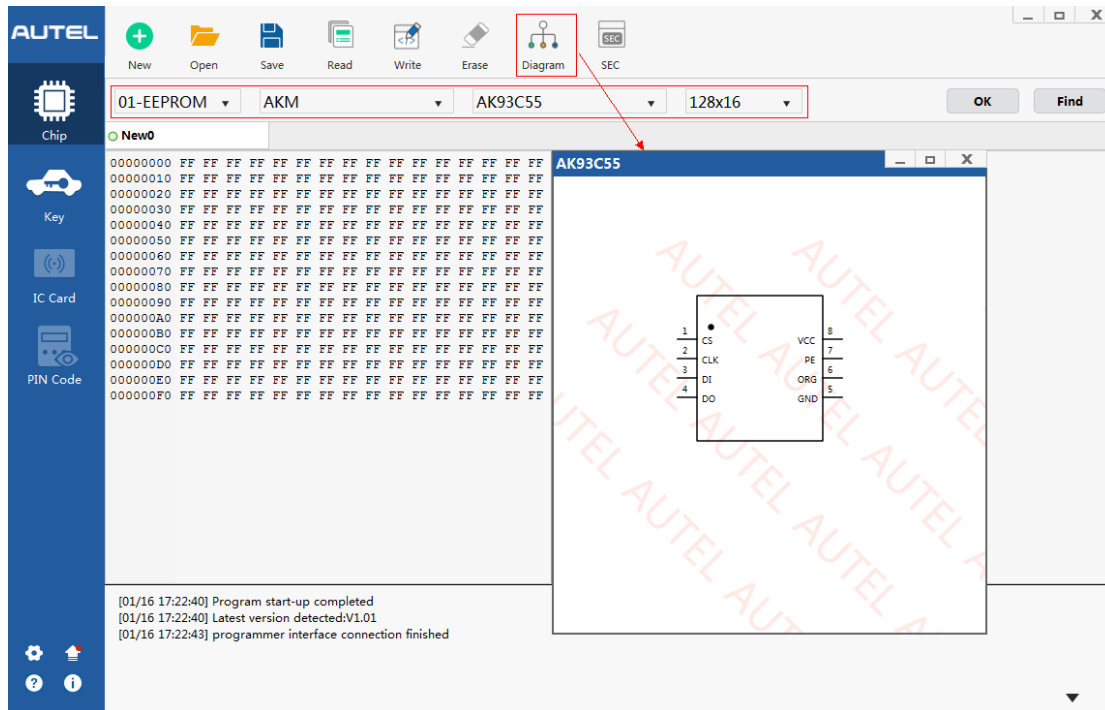 AUTEL
New Open Save Read Write Erase Diagram SEC
SEC
01-EEPROM AKM AK93C55 128x16 OK Find
Chip
New0
00000000 FF FF FF FF FF FF FF FF FF FF FF FF FF FF FF FF
00000010 FF FF FF FF FF FF FF FF FF FF FF FF FF FF FF FF
00000020 FF FF FF FF FF FF FF FF FF FF FF FF FF FF FF FF
00000030 FF FF FF FF FF FF FF FF FF FF FF FF FF FF FF FF
00000040 FF FF FF FF FF FF FF FF FF FF FF FF FF FF FF FF
00000050 FF FF FF FF FF FF FF FF FF FF FF FF FF FF FF FF
00000060 FF FF FF FF FF FF FF FF FF FF FF FF FF FF FF FF
00000070 FF FF FF FF FF FF FF FF FF FF FF FF FF FF FF FF
00000080 FF FF FF FF FF FF FF FF FF FF FF FF FF FF FF FF
00000090 FF FF FF FF FF FF FF FF FF FF FF FF FF FF FF FF
000000A0 FF FF FF FF FF FF FF FF FF FF FF FF FF FF FF FF
000000B0 FF FF FF FF FF FF FF FF FF FF FF FF FF FF FF FF
000000C0 FF FF FF FF FF FF FF FF FF FF FF FF FF FF FF FF
000000D0 FF FF FF FF FF FF FF FF FF FF FF FF FF FF FF FF
000000E0 FF FF FF FF FF FF FF FF FF FF FF FF FF FF FF FF
000000F0 FF FF FF FF FF FF FF FF FF FF FF FF FF FF FF FF
Key
IC Card
PIN Code
AK93C55
1 CS VCC 8
2 CLK PE 7
3 DI ORG 6
4 DO GND 5
AUTEL AUTEL
AUTEL AUTEL AUTEL
AUTEL AUTEL AUTEL AUTEL
AUTEL AUTEL AUTEL A
[01/16 17:22:40] Program start-up completed
[01/16 17:22:40] Latest version detected:V1.01
[01/16 17:22:43] programmer interface connection finished